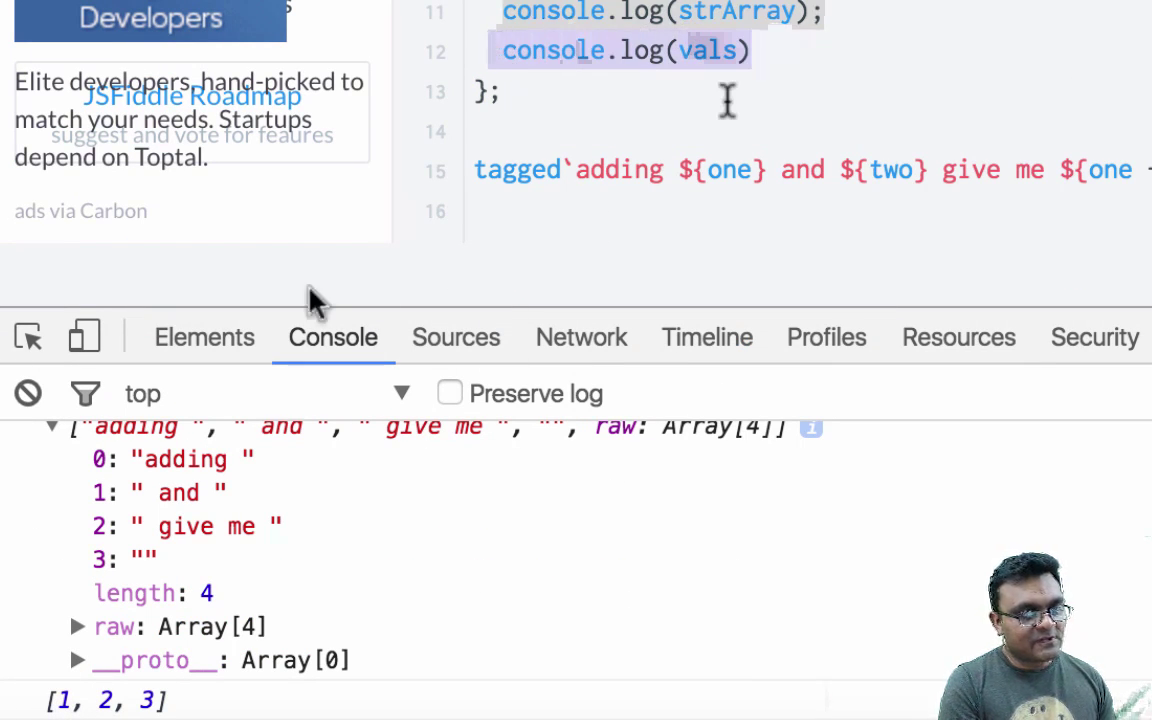 Developers
Elite developers, hand-picked to
match your needs. Startups
depend on Toptal.
JSFiddle Roadmap
suggest and vote for feaures
ads via Carbon
11 console.log(strArray);
12 console.log(vals)
13 };
14
15 tagged`adding ${one} and ${two} give me ${one
16
Elements Console Sources Network Timeline Profiles Resources Security
top ▼ Preserve log
▼ ["adding ", " and ", " give me ", "", raw: Array[4]] i
0: "adding "
1: " and "
2: " give me "
3: ""
length: 4
▶ raw: Array[4]
▶ __proto__: Array[0]
[1, 2, 3]